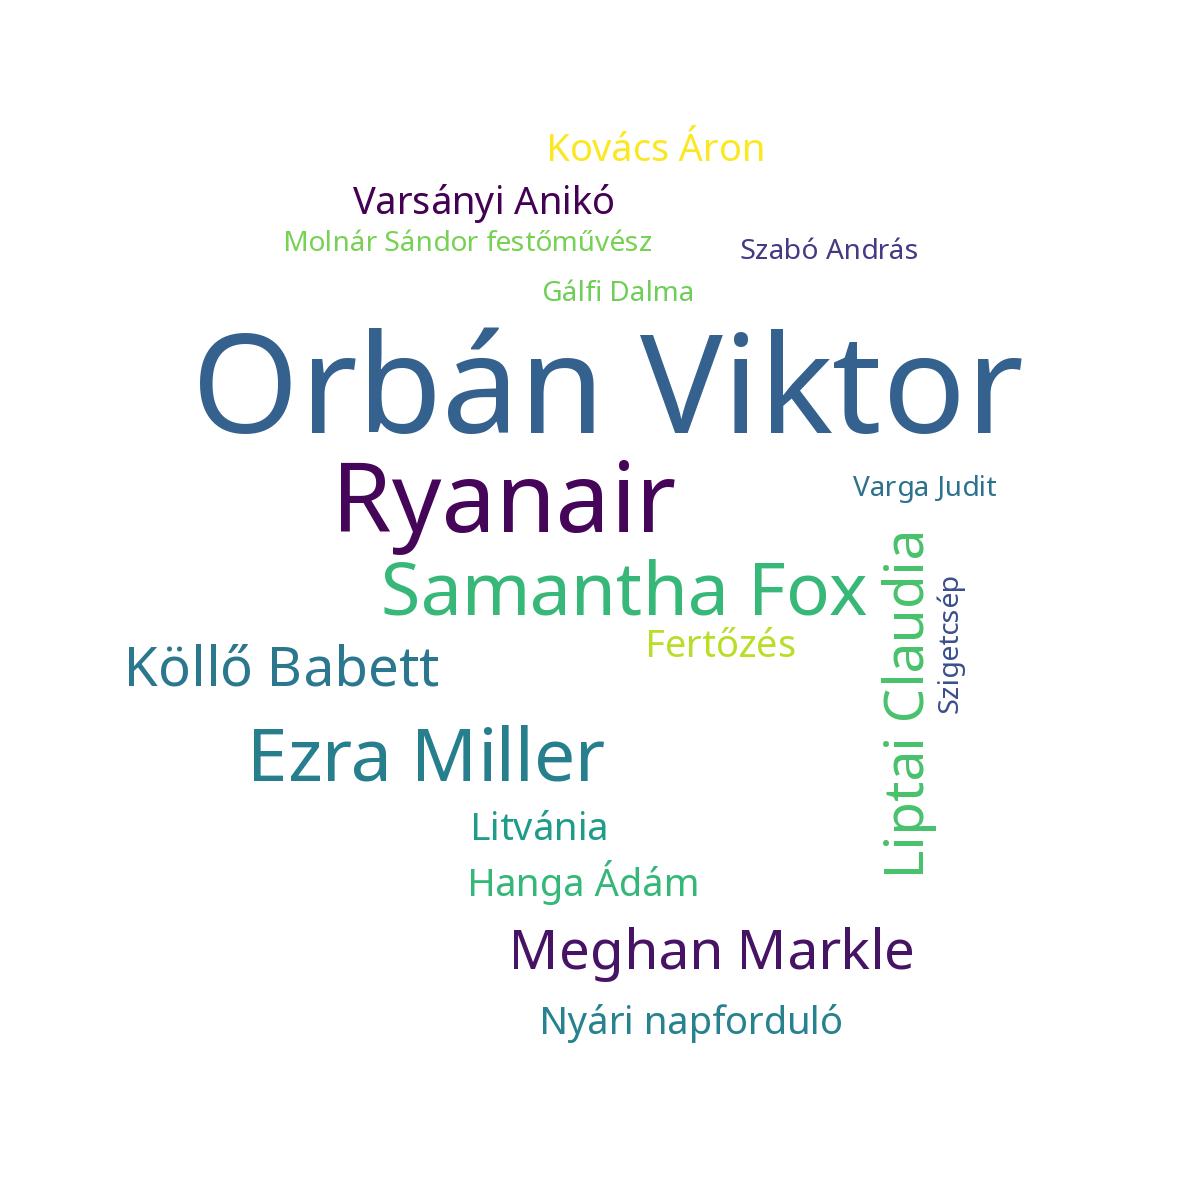 Kovács Áron
Varsányi Anikó
Molnár Sándor festőművész
Szabó András
Gálfi Dalma
Orbán Viktor
Ryanair
Varga Judit
Samantha Fox
Liptai Claudia
Szigetcsép
Fertőzés
Köllő Babett
Ezra Miller
Litvánia
Hanga Ádám
Meghan Markle
Nyári napforduló